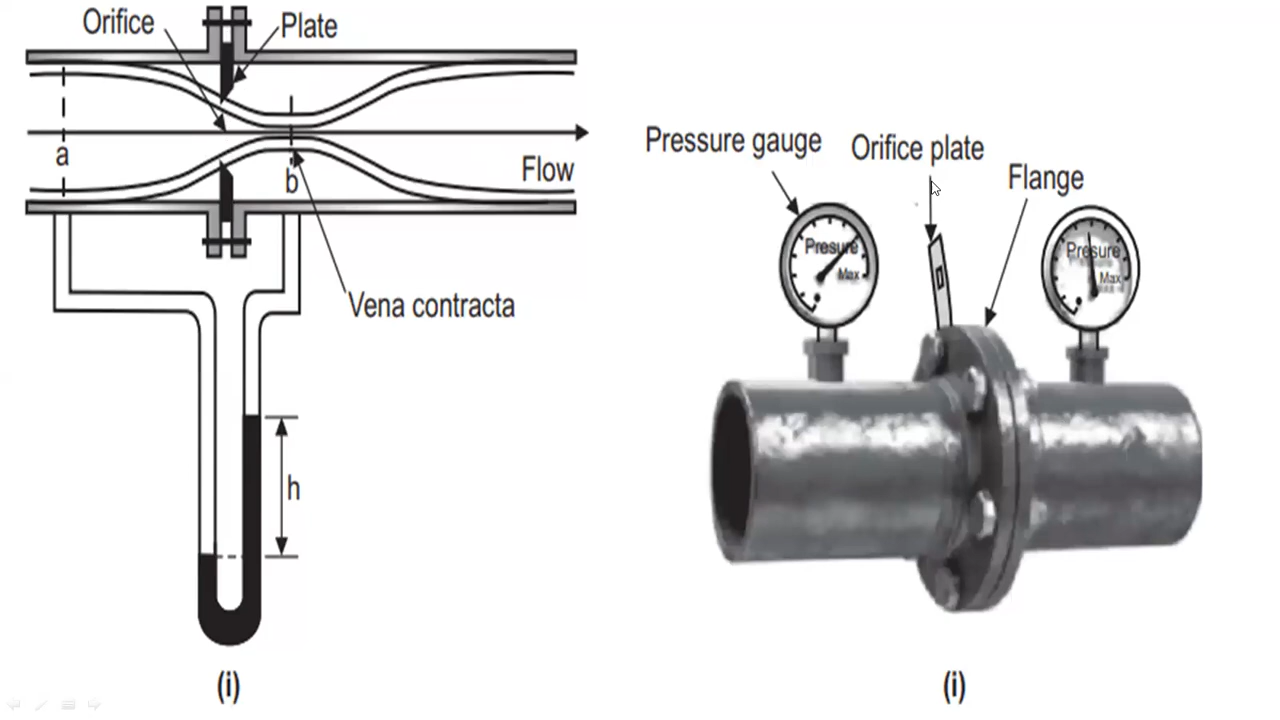 Orifice
Plate
a
b
Flow
Vena contracta
h
(i)
Pressure gauge
Orifice plate
Flange
Presure
Max
Presure
Max
(i)